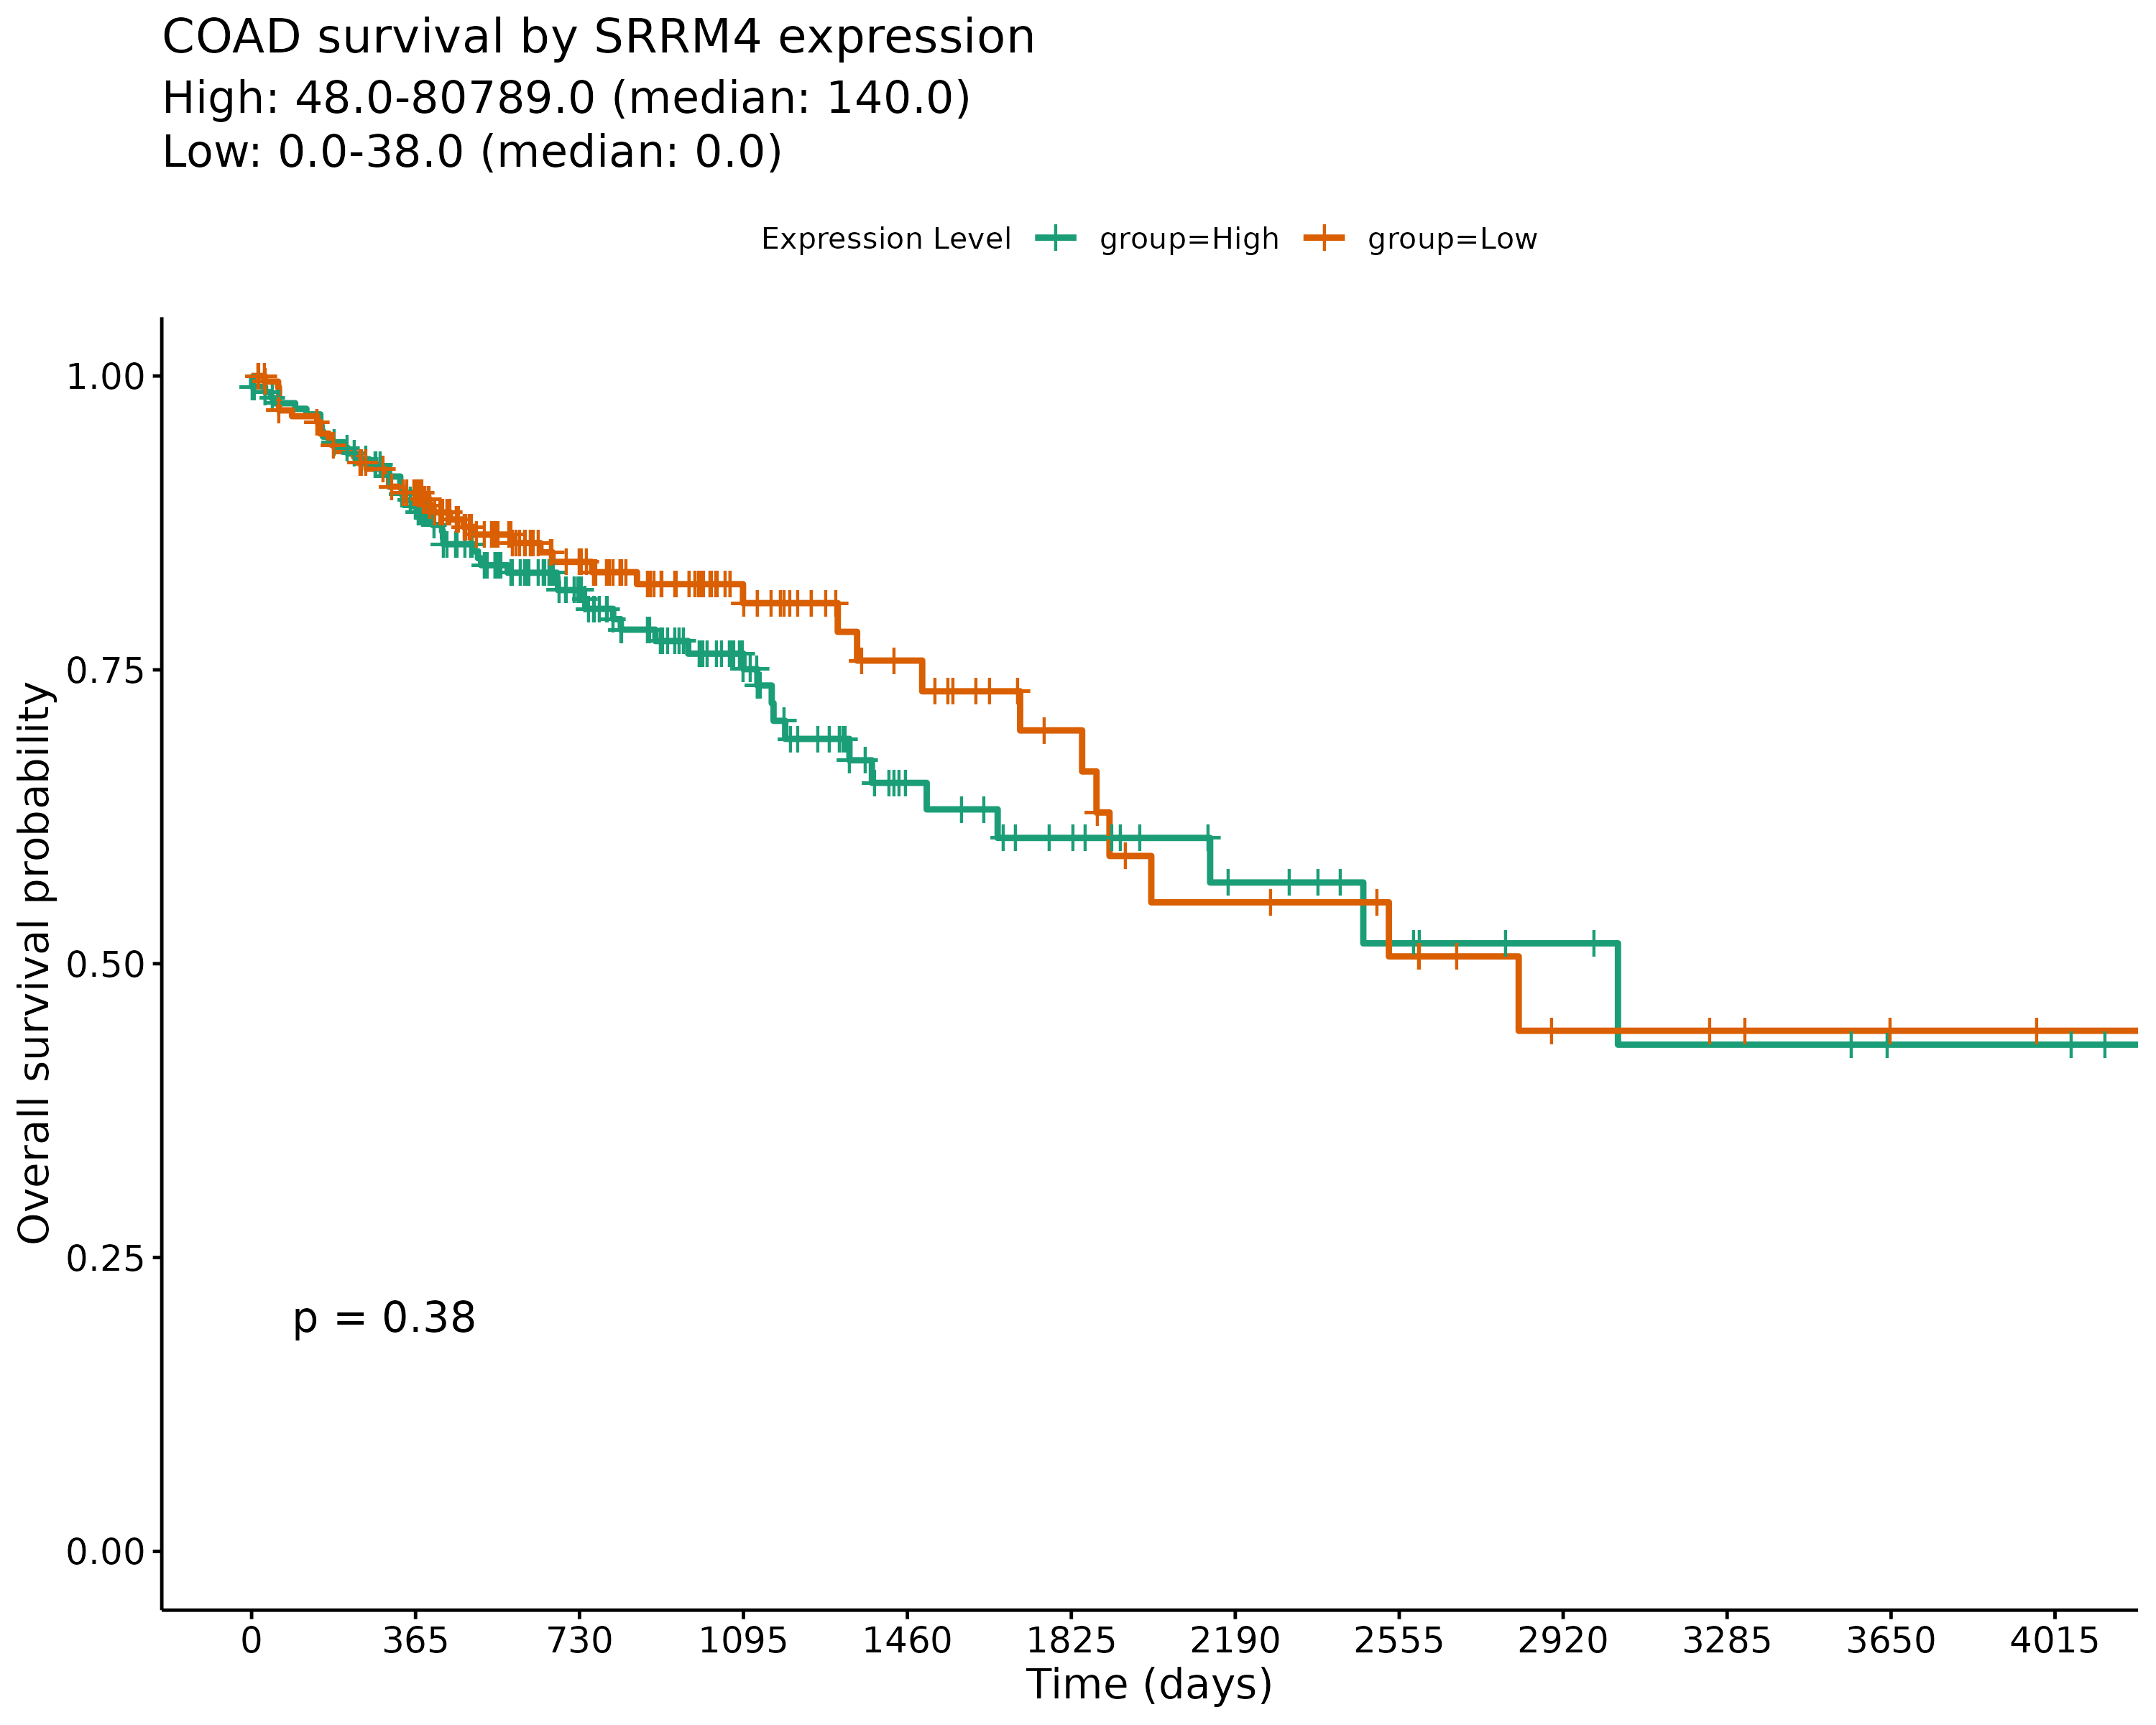 COAD survival by SRRM4 expression
High: 48.0-80789.0 (median: 140.0)
Low: 0.0-38.0 (median: 0.0)
Expression Level group=High group=Low
Overall survival probability
1.00
0.75
0.50
0.25
0.00
p = 0.38
0 365 730 1095 1460 1825 2190 2555 2920 3285 3650 4015
Time (days)